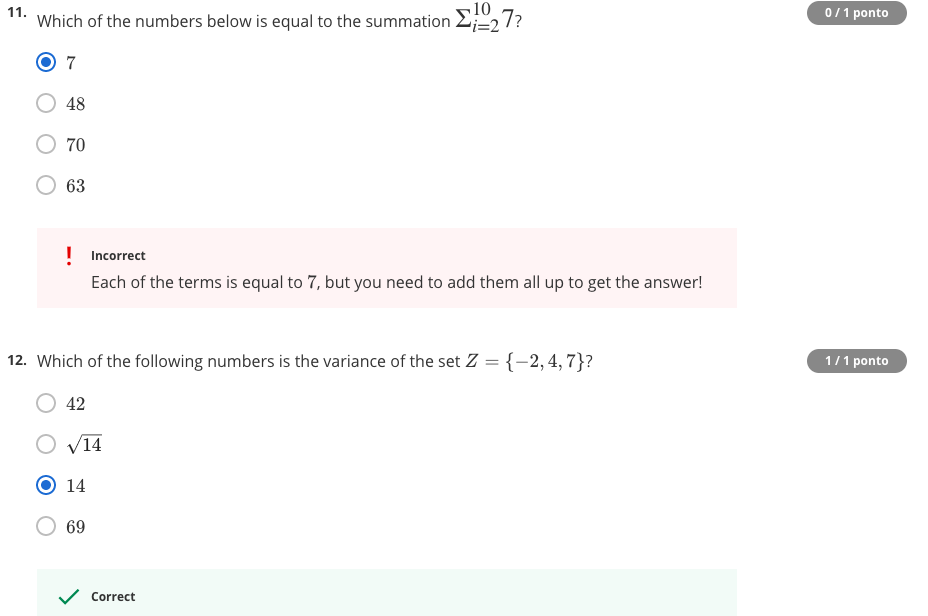 11. Which of the numbers below is equal to the summation $\Sigma_{i=2}^{10} 7$?
0 / 1 ponto
7
48
70
63
! Incorrect
Each of the terms is equal to 7, but you need to add them all up to get the answer!
12. Which of the following numbers is the variance of the set $Z = \{-2, 4, 7\}$?
1 / 1 ponto
42
$\sqrt{14}$
14
69
Correct